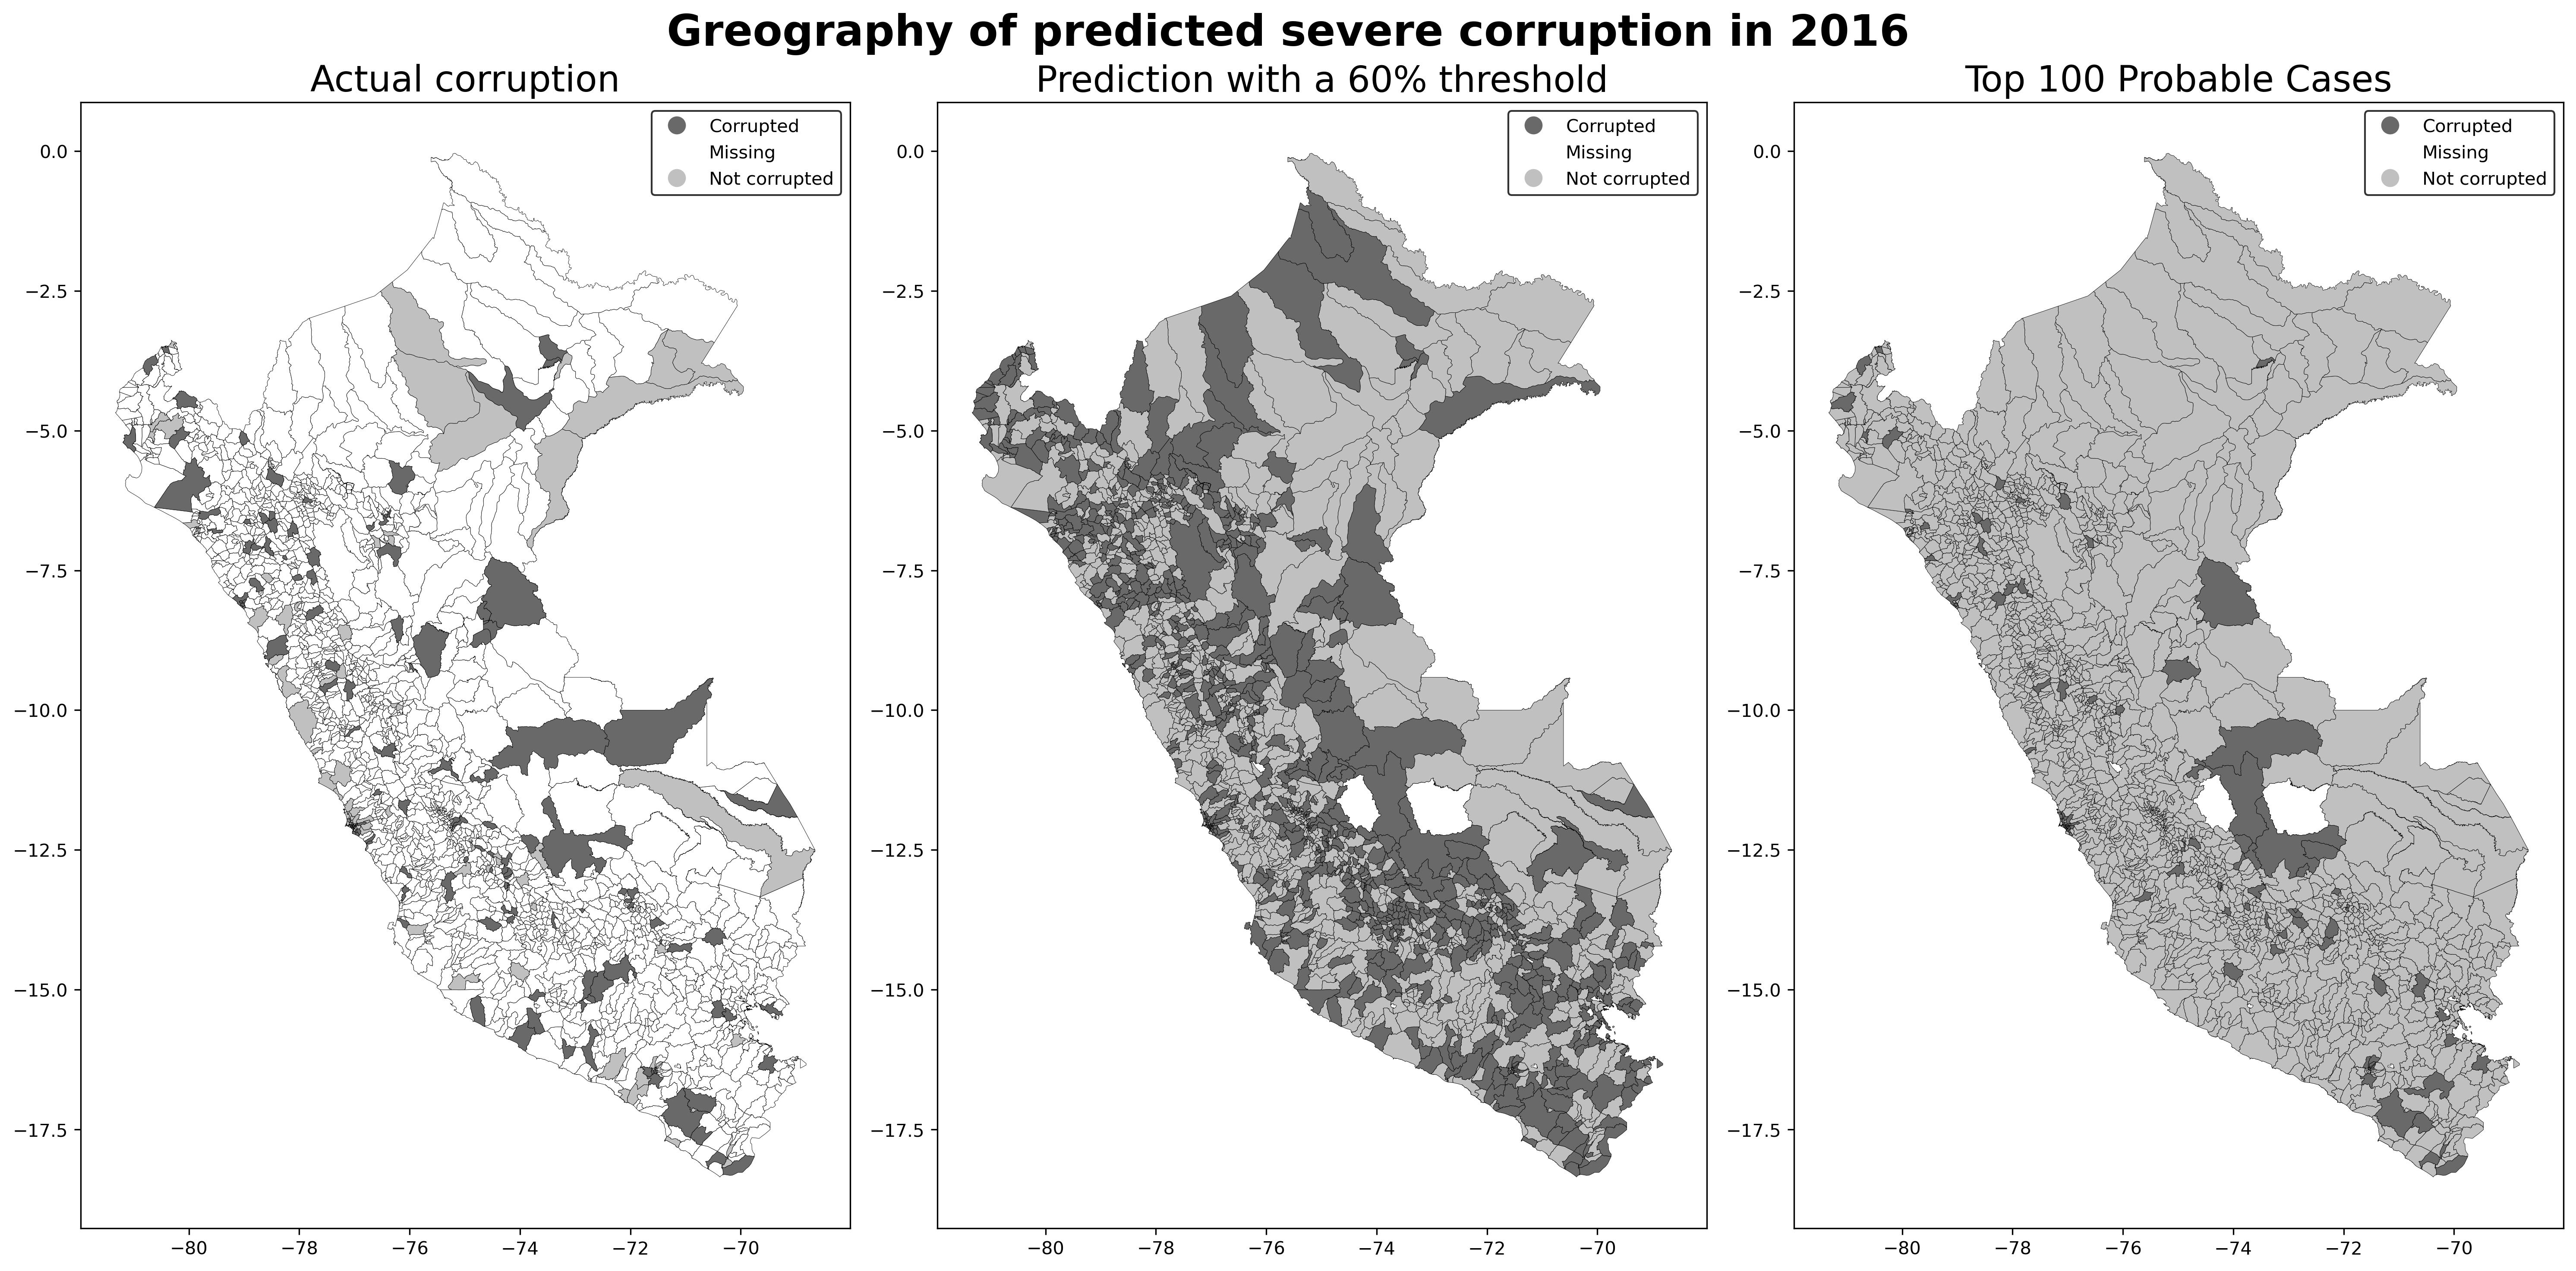 Greography of predicted severe corruption in 2016
Actual corruption
Corrupted
Missing
Not corrupted
0.0
−2.5
−5.0
−7.5
−10.0
−12.5
−15.0
−17.5
−80 −78 −76 −74 −72 −70
Prediction with a 60% threshold
Corrupted
Missing
Not corrupted
0.0
−2.5
−5.0
−7.5
−10.0
−12.5
−15.0
−17.5
−80 −78 −76 −74 −72 −70
Top 100 Probable Cases
Corrupted
Missing
Not corrupted
0.0
−2.5
−5.0
−7.5
−10.0
−12.5
−15.0
−17.5
−80 −78 −76 −74 −72 −70